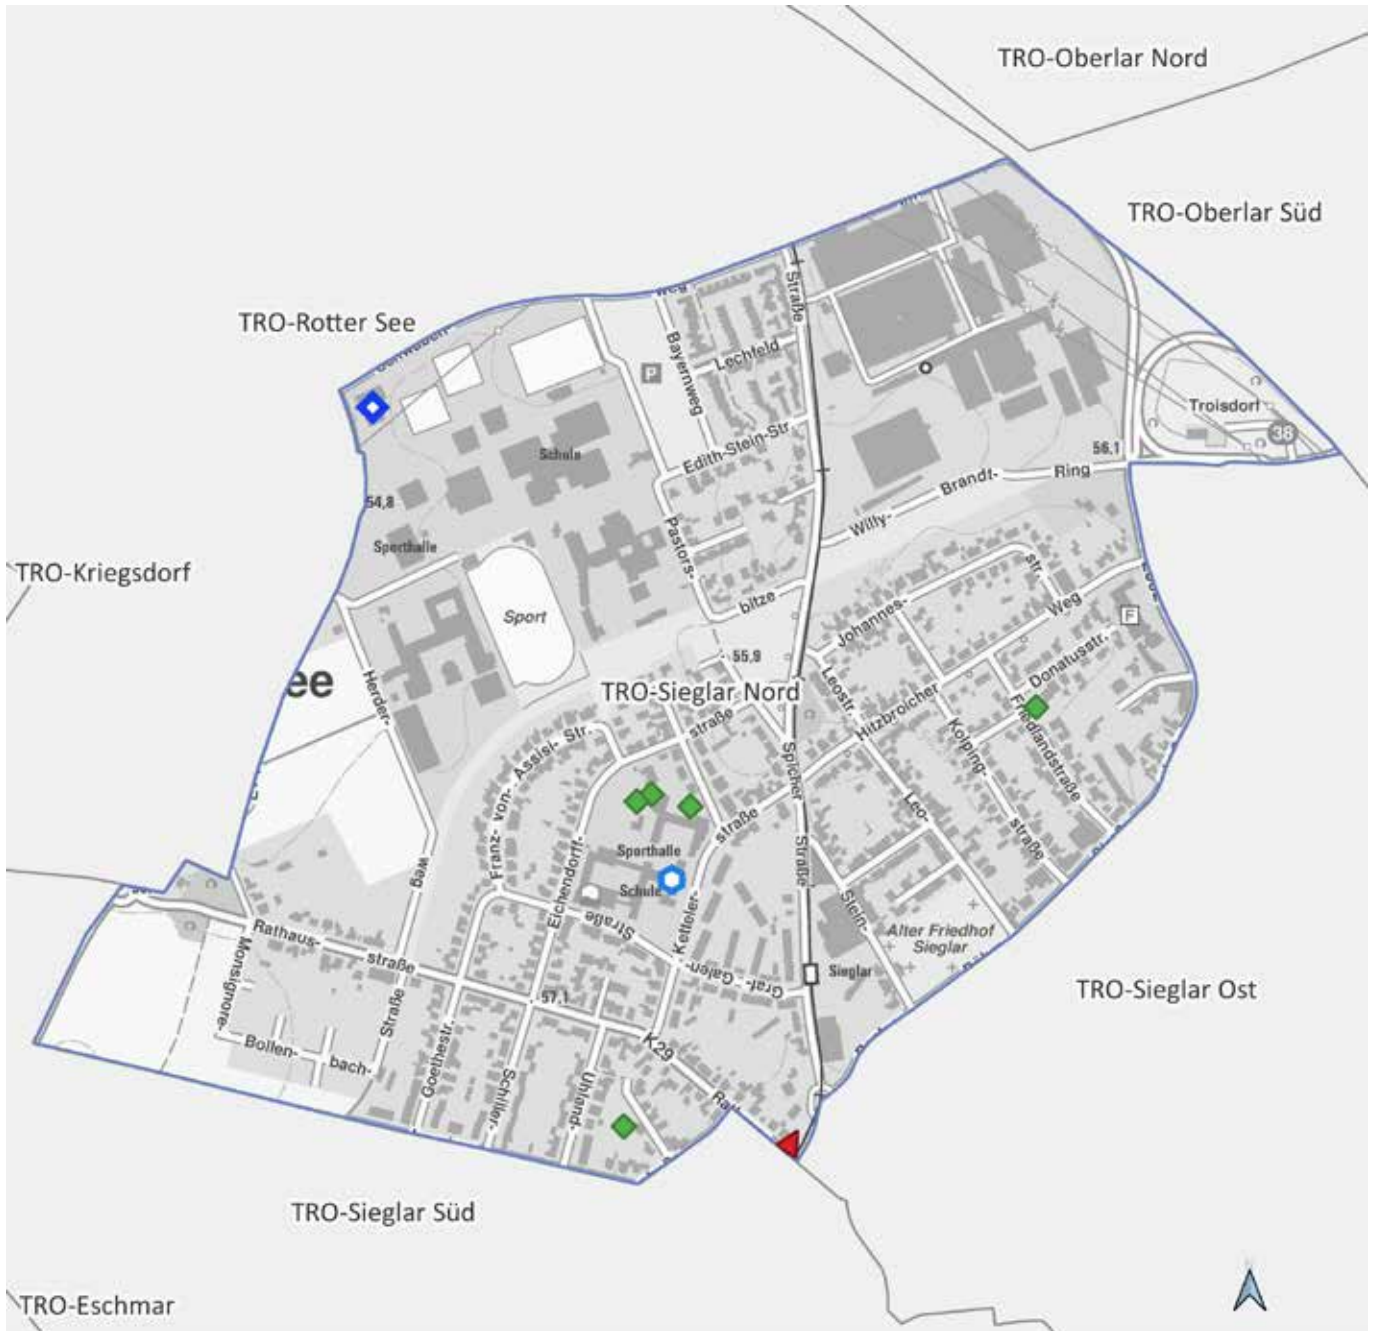 TRO-Oberlar Nord
TRO-Oberlar Süd
TRO-Rotter See
TRO-Kriegsdorf
weg
Straße
Bayernweg
Lechfeld
P
Troisdorf
38
Edith-Stein-Str.
56,1
Ring
Brandt-
Willy-
Schule
54,8
Sporthalle
Pastors-
bitze
Sport
Johannes-
str.
Weg
F
Donatusstr.
55,9
ee
Herder-
TRO-Sieglar Nord
straße
Leostr.
Hitzbroicher
Friedlandstraße
Kolping-
straße
Franz- von- Assisi- Str.
Spicher
Straße
Leo-
straße
Eichendorff-
Straße
Sporthalle
Schule
Ketteler-
Stein-
Alter Friedhof
Sieglar
weg
Rathaus-
straße
Monsignore-
Graf- Galen-
Sieglar
TRO-Sieglar Ost
57,1
Straße
Bollen-
bach-
Goethestr.
Schiller-
Uhland-
K29
TRO-Sieglar Süd
TRO-Eschmar